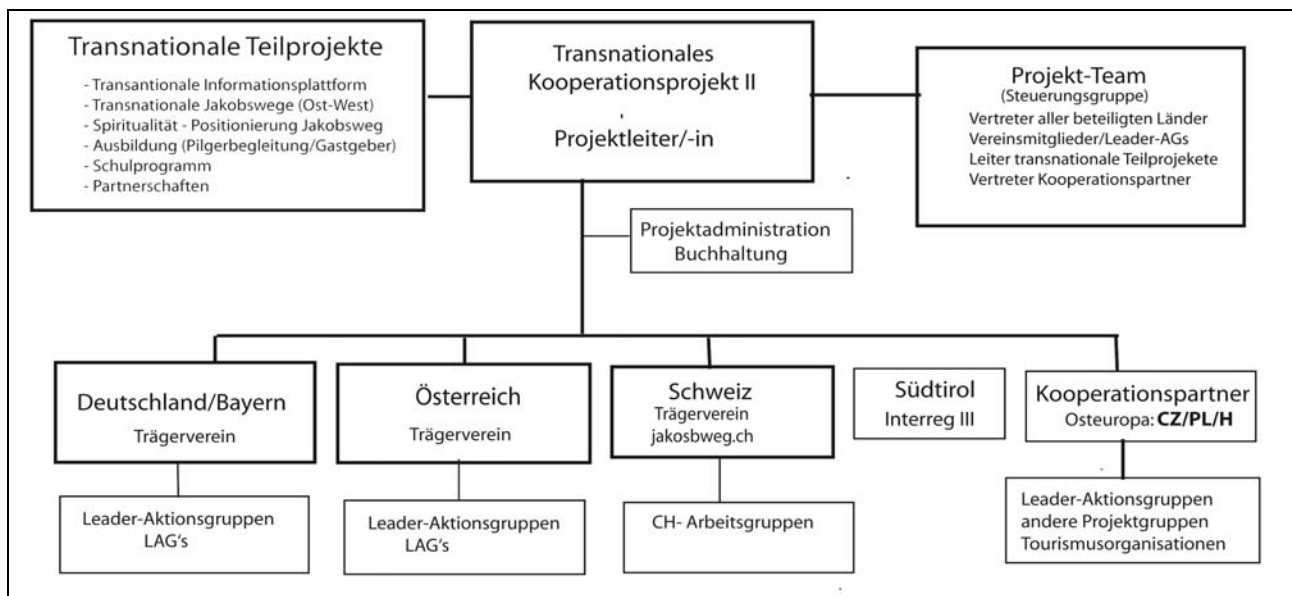 Transnationale Teilprojekte
- Transantionale Informationsplattform
- Transnationale Jakobswege (Ost-West)
- Spiritualität - Positionierung Jakobsweg
- Ausbildung (Pilgerbegleitung/Gastgeber)
- Schulprogramm
- Partnerschaften
Transnationales
Kooperationsprojekt II
Projektleiter/-in
Projekt-Team
(Steuerungsgruppe)
Vertreter aller beteiligten Länder
Vereinsmitglieder/Leader-AGs
Leiter transnationale Teilprojekete
Vertreter Kooperationspartner
Projektadministration
Buchhaltung
Deutschland/Bayern
Trägerverein
Österreich
Trägerverein
Schweiz
Trägerverein
jakosbweg.ch
Südtirol
Interreg III
Kooperationspartner
Osteuropa: CZ/PL/H
Leader-Aktionsgruppen
LAG's
Leader-Aktionsgruppen
LAG's
CH- Arbeitsgruppen
Leader-Aktionsgruppen
andere Projektgruppen
Tourismusorganisationen